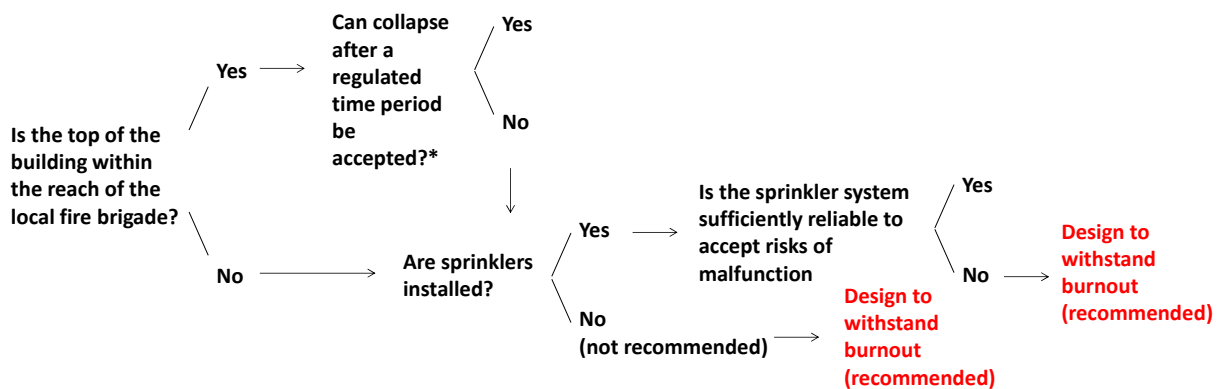 Is the top of the
building within
the reach of the
local fire brigade?
Yes
No
Can collapse
after a
regulated
time period
be
accepted?*
Yes
No
Are sprinklers
installed?
Yes
No
(not recommended)
Is the sprinkler system
sufficiently reliable to
accept risks of
malfunction
Yes
No
Design to
withstand
burnout
(recommended)
Design to
withstand
burnout
(recommended)